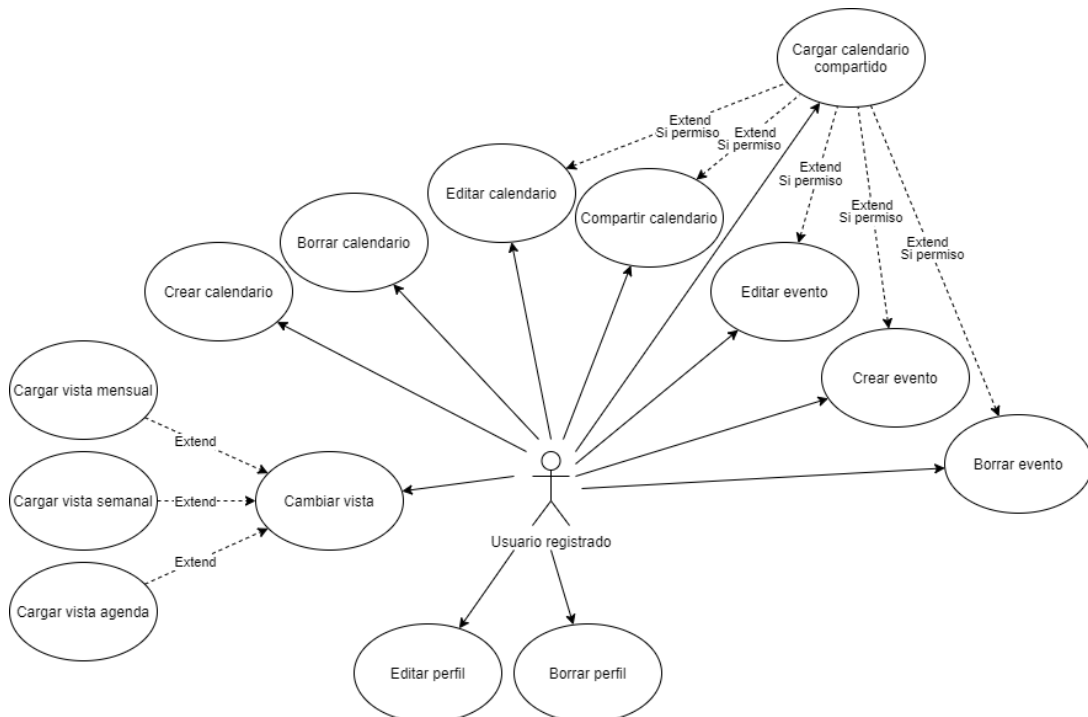 Cargar calendario
compartido
Extend
Si permiso
Extend
Si permiso
Extend
Si permiso
Extend
Si permiso
Extend
Si permiso
Editar calendario
Compartir calendario
Borrar calendario
Crear calendario
Editar evento
Crear evento
Borrar evento
Cargar vista mensual
Extend
Cargar vista semanal
Extend
Cambiar vista
Extend
Cargar vista agenda
Usuario registrado
Editar perfil
Borrar perfil